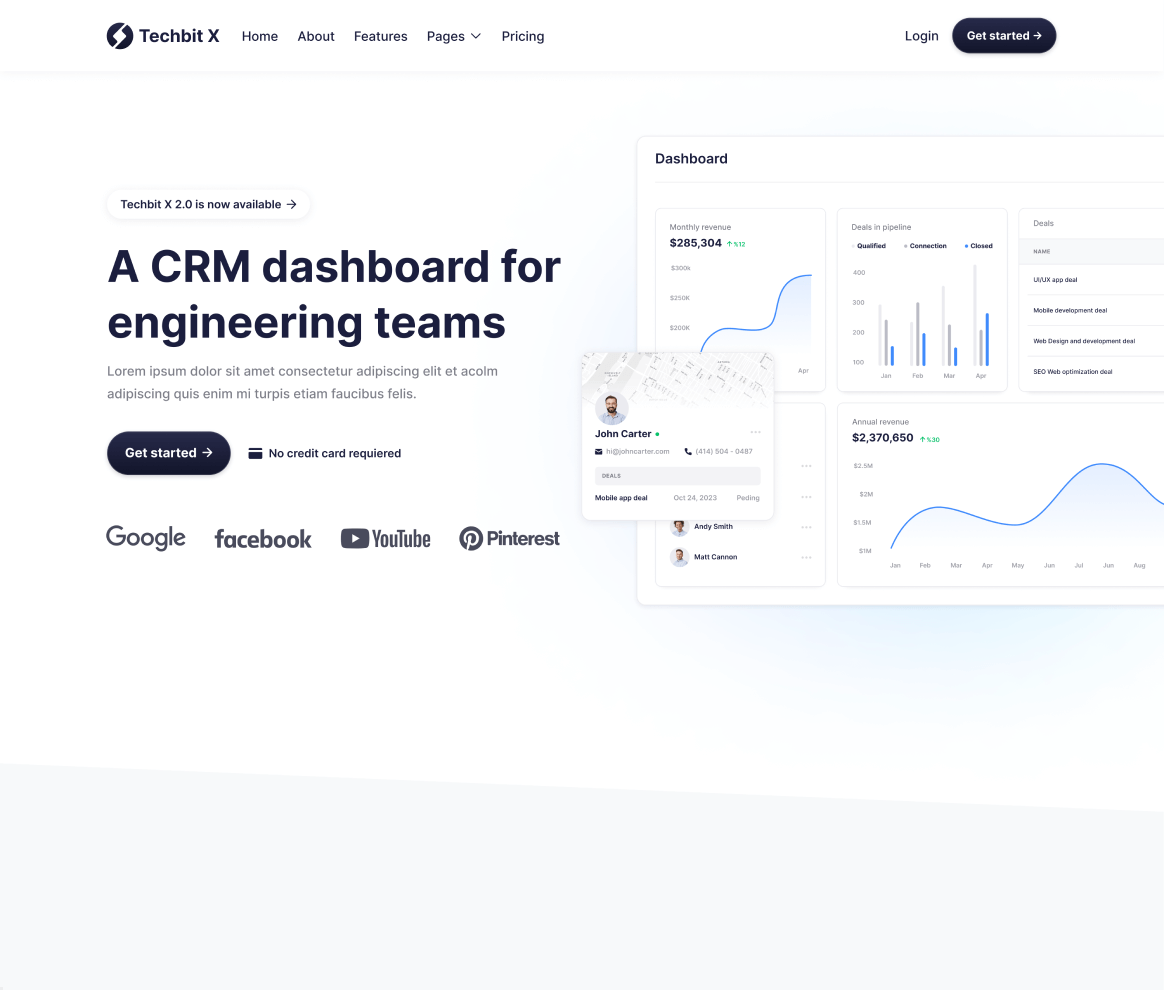 Techbit X
Home
About
Features
Pages
Pricing
Login
Get started →
Techbit X 2.0 is now available →
A CRM dashboard for
engineering teams
Lorem ipsum dolor sit amet consectetur adipiscing elit et acolm
adipiscing quis enim mi turpis etiam faucibus felis.
Get started →
No credit card requiered
Google
facebook
YouTube
Pinterest
Dashboard
Monthly revenue
$285,304 ↑ %12
$300k
$250K
$200K
Apr
Deals in pipeline
Qualified
Connection
Closed
400
300
200
100
Jan Feb Mar Apr
Deals
NAME
UI/UX app deal
Mobile development deal
Web Design and development deal
SEO Web optimization deal
John Carter
hi@johncarter.com
(414) 504 - 0487
DEALS
Mobile app deal Oct 24, 2023 Peding
Andy Smith
Matt Cannon
Annual revenue
$2,370,650 ↑ %30
$2.5M
$2M
$1.5M
$1M
Jan Feb Mar Apr May Jun Jul Jun Aug